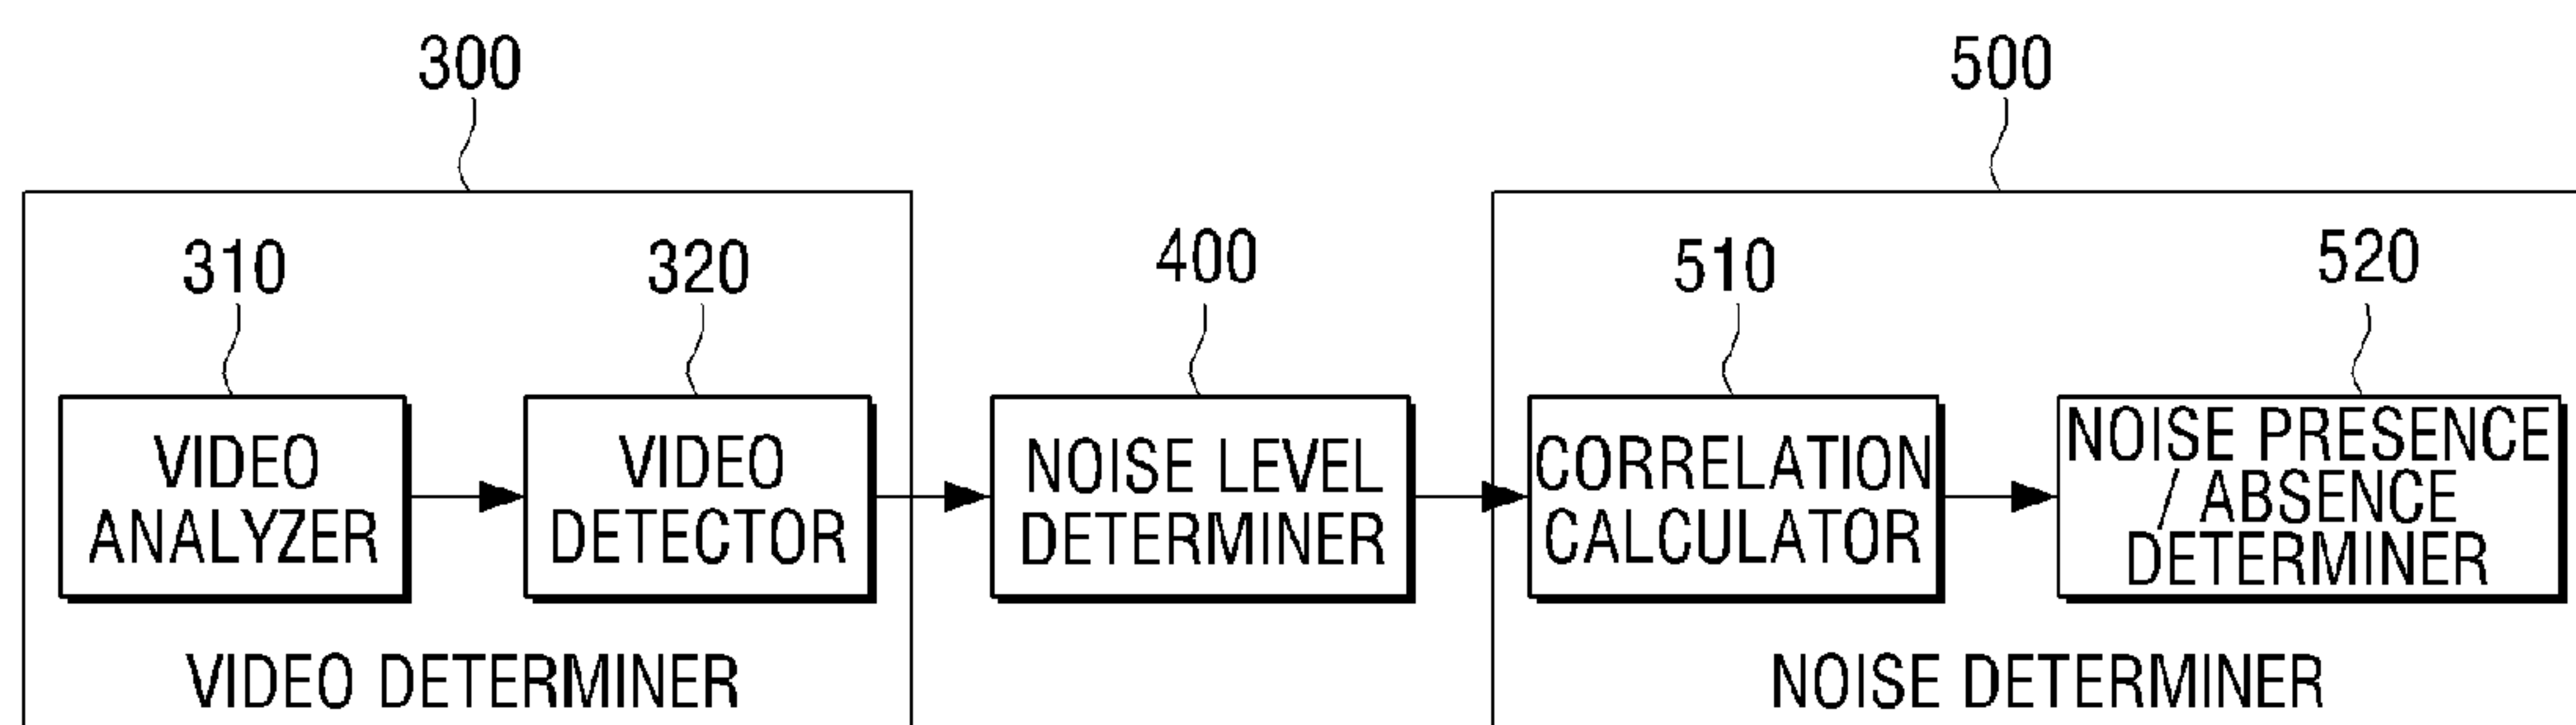 300
500
310
320
400
510
520
VIDEO
ANALYZER
VIDEO
DETECTOR
NOISE LEVEL
DETERMINER
CORRELATION
CALCULATOR
NOISE PRESENCE
/ ABSENCE
DETERMINER
VIDEO DETERMINER
NOISE DETERMINER